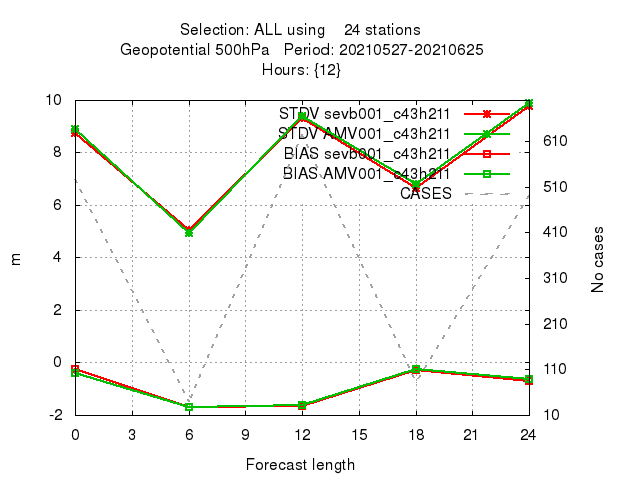 Selection: ALL using 24 stations
Geopotential 500hPa Period: 20210527-20210625
Hours: {12}
STDV sevb001_c43h211
STDV AMV001_c43h211
BIAS sevb001_c43h211
BIAS AMV001_c43h211
CASES
10
8
6
4
2
0
-2
m
610
510
410
310
210
110
10
No cases
0 3 6 9 12 15 18 21 24
Forecast length